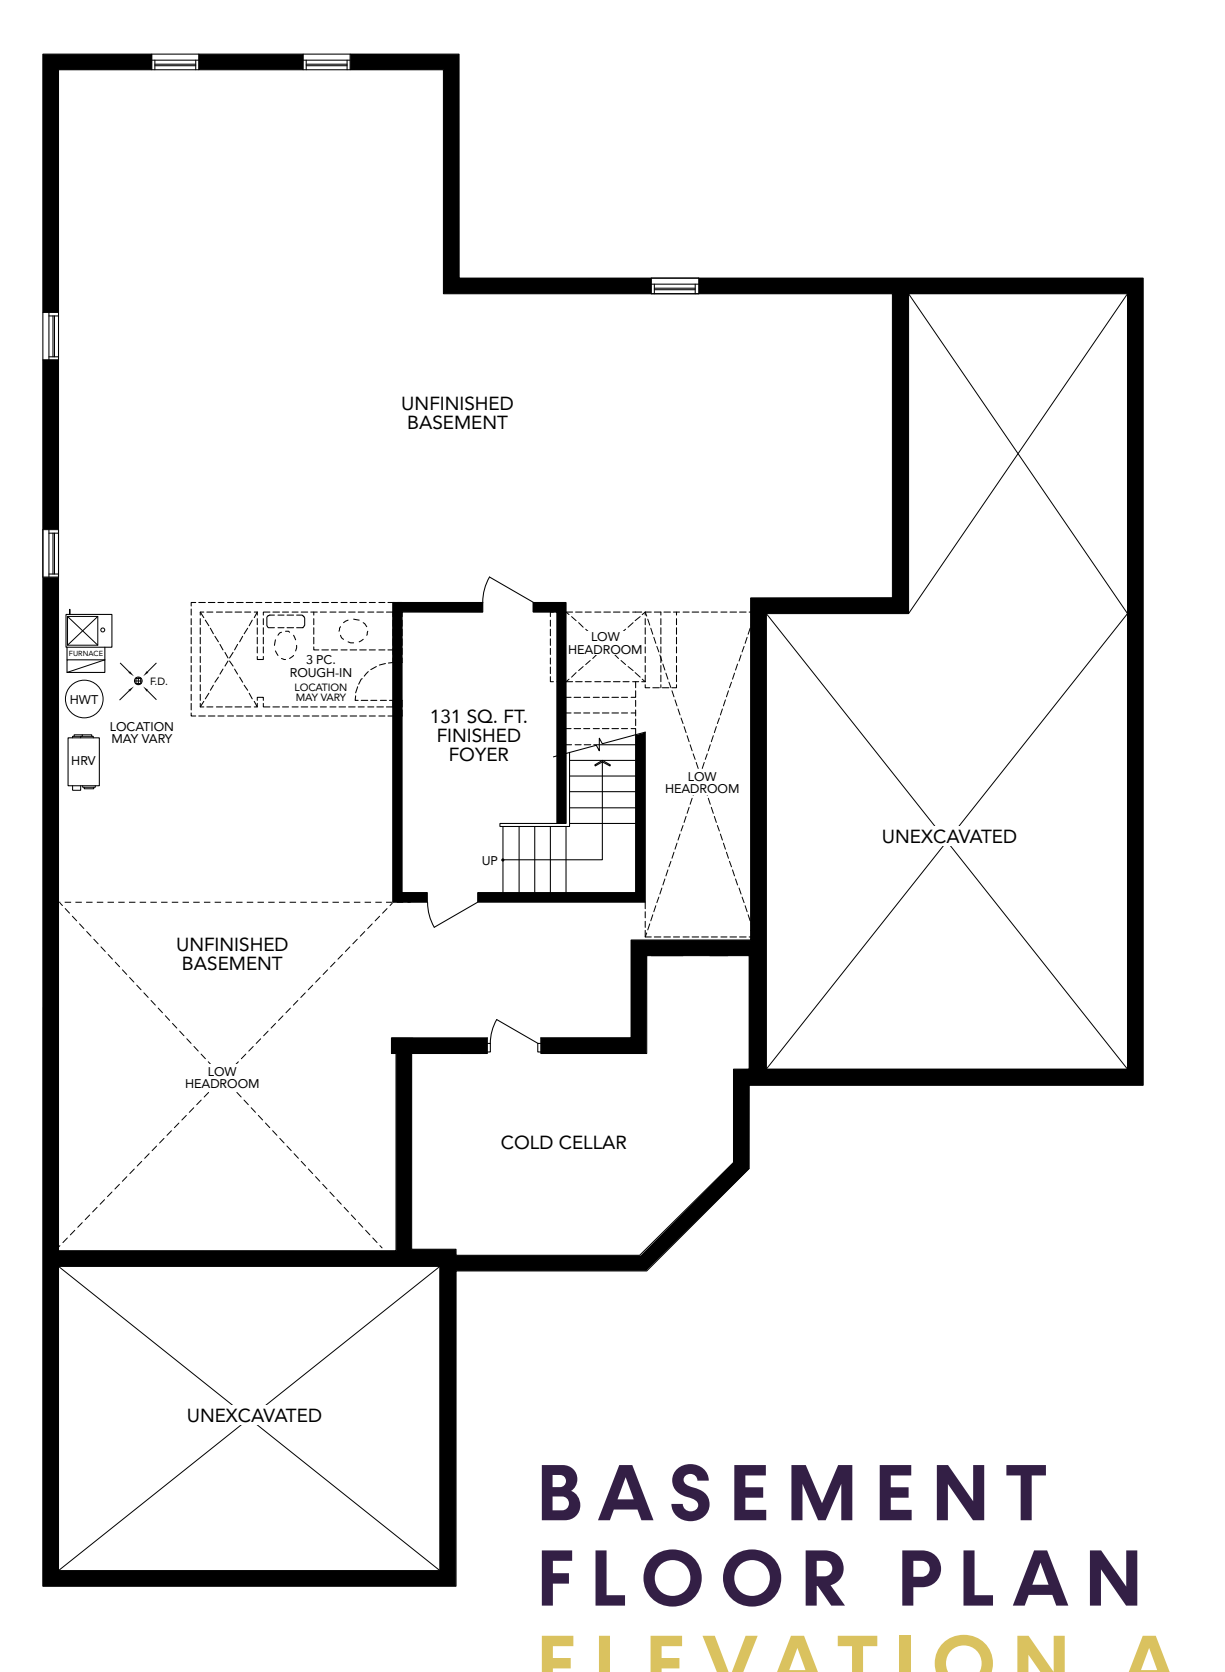 UNFINISHED
BASEMENT
FURNACE
F.D.
HWT
LOCATION
MAY VARY
HRV
3 PC.
ROUGH-IN
LOCATION
MAY VARY
131 SQ. FT.
FINISHED
FOYER
LOW
HEADROOM
LOW
HEADROOM
UP
UNEXCAVATED
UNFINISHED
BASEMENT
LOW
HEADROOM
COLD CELLAR
UNEXCAVATED
BASEMENT
FLOOR PLAN
ELEVATION A